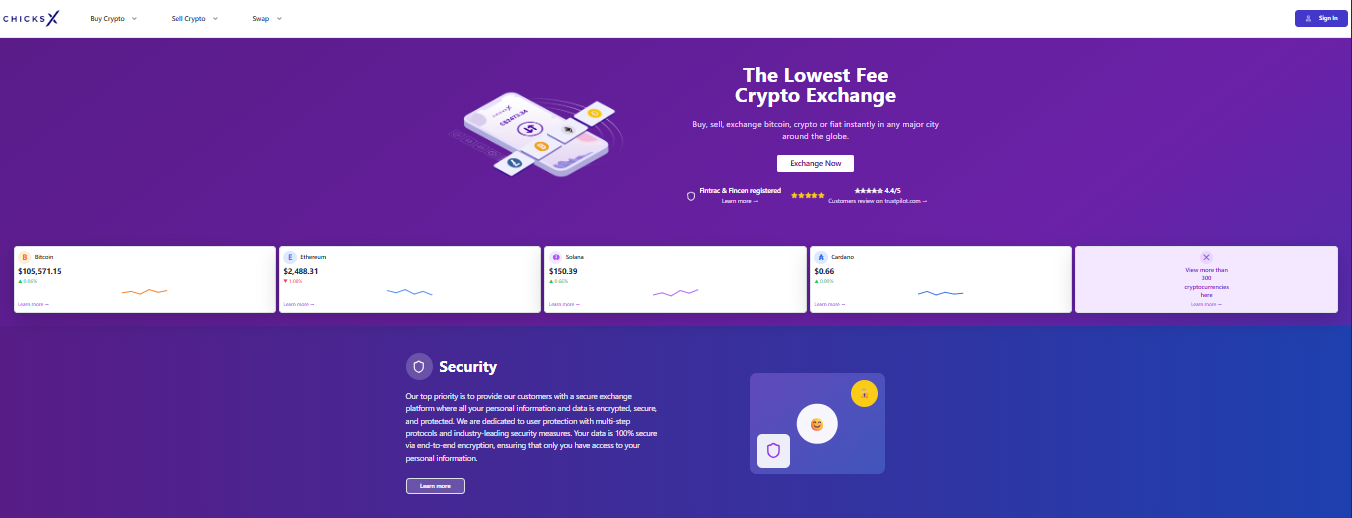 CHICKSX
Buy Crypto
Sell Crypto
Swap
Sign In
The Lowest Fee
Crypto Exchange
Buy, sell, exchange bitcoin, crypto or fiat instantly in any major city
around the globe.
Exchange Now
Fintrac & Fincen registered
Learn more →
★★★★★
★★★★★ 4.4/5
Customers review on trustpilot.com →
Bitcoin
$105,571.15
▲ 0.06%
Learn more →
Ethereum
$2,488.31
▼ 1.00%
Learn more →
Solana
$150.39
▲ 0.66%
Learn more →
Cardano
$0.66
▲ 0.00%
Learn more →
View more than
300
cryptocurrencies
here
Learn more →
Security
Our top priority is to provide our customers with a secure exchange
platform where all your personal information and data is encrypted, secure,
and protected. We are dedicated to user protection with multi-step
protocols and industry-leading security measures. Your data is 100% secure
via end-to-end encryption, ensuring that only you have access to your
personal information.
Learn more